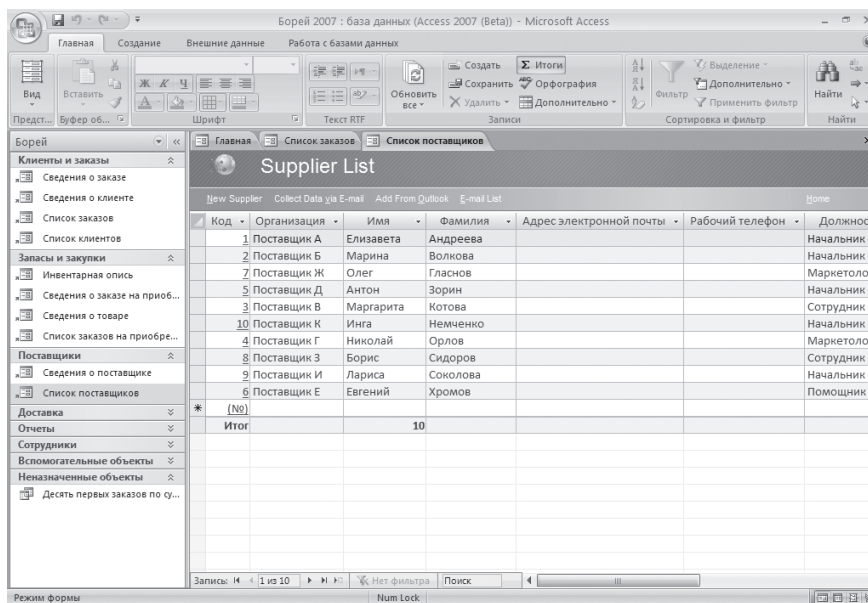 Борей 2007 : база данных (Access 2007 (Beta)) - Microsoft Access
Главная Создание Внешние данные Работа с базами данных
Вид
Вставить
Ж К Ч
Обновить все
Создать
Сохранить
Удалить
Σ Итоги
Орфография
Дополнительно
Фильтр
Выделение
Дополнительно
Применить фильтр
Найти
Предст... Буфер об... Шрифт Текст RTF Записи Сортировка и фильтр Найти
Борей
Клиенты и заказы
Сведения о заказе
Сведения о клиенте
Список заказов
Список клиентов
Запасы и закупки
Инвентарная опись
Сведения о заказе на приоб...
Сведения о товаре
Список заказов на приобре...
Поставщики
Сведения о поставщике
Список поставщиков
Доставка
Отчеты
Сотрудники
Вспомогательные объекты
Неназначенные объекты
Десять первых заказов по су...
Главная Список заказов Список поставщиков
Supplier List
New Supplier Collect Data via E-mail Add From Outlook E-mail List Home
Код Организация Имя Фамилия Адрес электронной почты Рабочий телефон Должнос
1 Поставщик А Елизавета Андреева Начальник
2 Поставщик Б Марина Волкова Начальник
7 Поставщик Ж Олег Гласнов Маркетоло
5 Поставщик Д Антон Зорин Начальник
3 Поставщик В Маргарита Котова Сотрудник
10 Поставщик К Инга Немченко Начальник
4 Поставщик Г Николай Орлов Маркетоло
8 Поставщик З Борис Сидоров Сотрудник
9 Поставщик И Лариса Соколова Начальник
6 Поставщик Е Евгений Хромов Помощник
* (№)
Итог 10
Запись: 1 из 10 Нет фильтра Поиск
Режим формы Num Lock